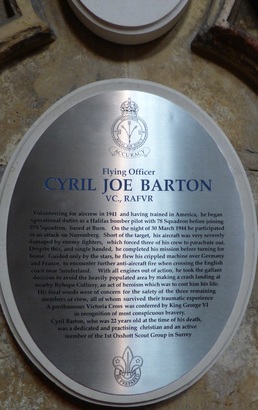 ACCURACY
Flying Officer
CYRIL JOE BARTON
VC., RAFVR
Volunteering for aircrew in 1941 and having trained in America, he began
operational duties as a Halifax bomber pilot with 78 Squadron before joining
578 Squadron, based at Burn. On the night of 30 March 1944 he participated
in an attack on Nuremberg. Short of the target, his aircraft was very severely
damaged by enemy fighters, which forced three of his crew to parachute out.
Despite this, and single handed, he completed his mission before turning for
home. Guided only by the stars, he flew his crippled machine over Germany
and France, to encounter further anti-aircraft fire when crossing the English
coast near Sunderland. With all engines out of action, he took the gallant
decision to avoid the heavily populated area by making a crash landing at
nearby Ryhope Colliery, an act of heroism which was to cost him his life.
His final words were of concern for the safety of the three remaining
members of crew, all of whom survived their traumatic experience
A posthumous Victoria Cross was conferred by King George VI
in recognition of most conspicuous bravery.
Cyril Barton, who was 22 years old at the time of his death,
was a dedicated and practising christian and an active
member of the 1st Oxshott Scout Group in Surrey